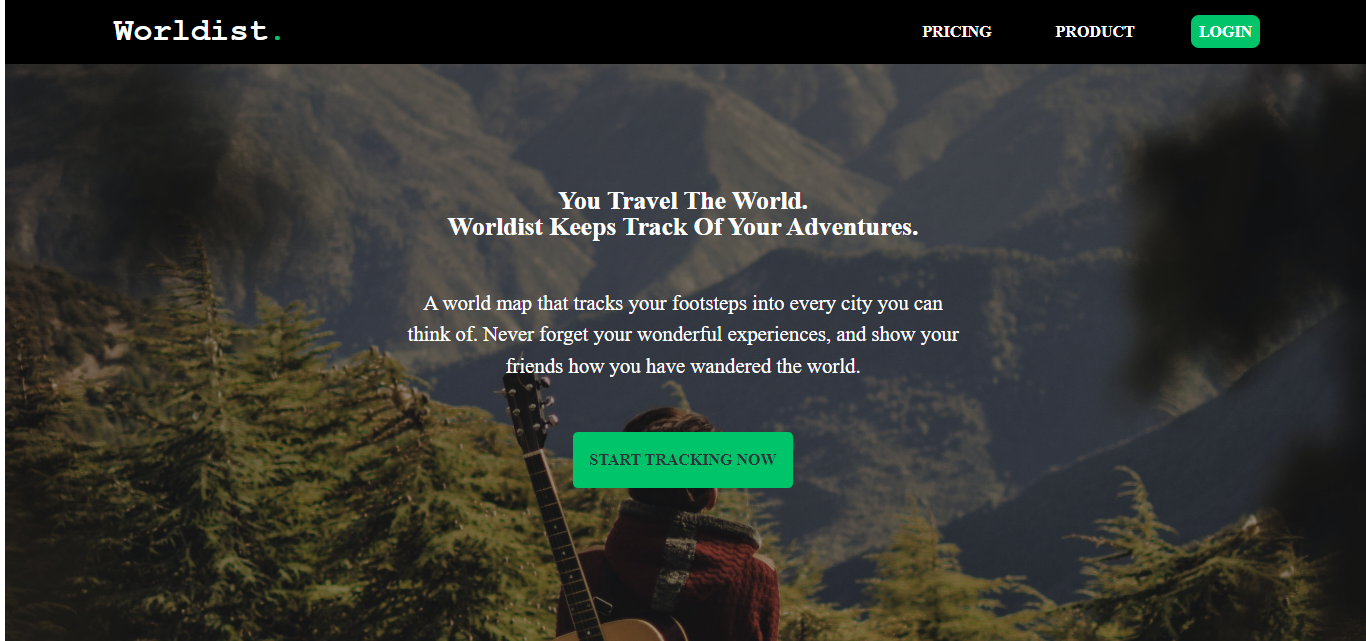 Worldist.
PRICING
PRODUCT
LOGIN
You Travel The World.
Worldist Keeps Track Of Your Adventures.
A world map that tracks your footsteps into every city you can
think of. Never forget your wonderful experiences, and show your
friends how you have wandered the world.
START TRACKING NOW